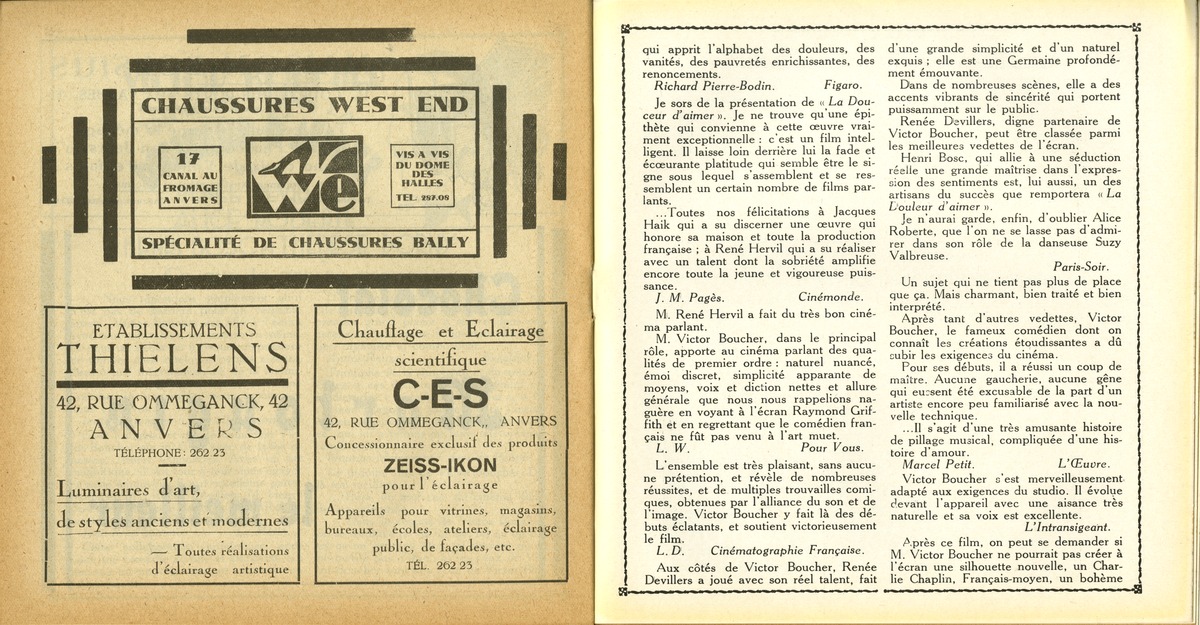 CHAUSSURES WEST END
17
CANAL AU
FROMAGE
ANVERS
We
VIS A VIS
DU DOME
DES
HALLES
TEL. 287.08
SPÉCIALITÉ DE CHAUSSURES BALLY
ETABLISSEMENTS
THIELENS
42, RUE OMMEGANCK, 42
ANVERS
TÉLÉPHONE: 262 23
Luminaires d'art,
de styles anciens et modernes
— Toutes réalisations
d'éclairage artistique
Chauffage et Eclairage
scientifique
C-E-S
42, RUE OMMEGANCK,, ANVERS
Concessionnaire exclusif des produits
ZEISS-IKON
pour l'éclairage
Appareils pour vitrines, magasins,
bureaux, écoles, ateliers, éclairage
public, de façades, etc.
TÉL. 262 23
qui apprit l'alphabet des douleurs, des
vanités, des pauvretés enrichissantes, des
renoncements.
Richard Pierre-Bodin. Figaro.
Je sors de la présentation de « La Dou-
ceur d'aimer ». Je ne trouve qu'une épi-
thète qui convienne à cette œuvre vrai-
ment exceptionnelle : c'est un film intel-
ligent. Il laisse loin derrière lui la fade et
écœurante platitude qui semble être le si-
gne sous lequel s'assemblent et se res-
semblent un certain nombre de films par-
lants.
...Toutes nos félicitations à Jacques
Haik qui a su discerner une œuvre qui
honore sa maison et toute la production
française ; à René Hervil qui a su réaliser
avec un talent dont la sobriété amplifie
encore toute la jeune et vigoureuse puis-
sance.
J. M. Pagès. Cinémonde.
M. René Hervil a fait du très bon ciné-
ma parlant.
M. Victor Boucher, dans le principal
rôle, apporte au cinéma parlant des qua-
lités de premier ordre : naturel nuancé,
émoi discret, simplicité apparante de
moyens, voix et diction nettes et allure
générale que nous nous rappelions na-
guère en voyant à l'écran Raymond Grif-
fith et en regrettant que le comédien fran-
çais ne fût pas venu à l'art muet.
L. W. Pour Vous.
L'ensemble est très plaisant, sans aucu-
ne prétention, et révèle de nombreuses
réussites, et de multiples trouvailles comi-
ques, obtenues par l'alliance du son et de
l'image. Victor Boucher y fait là des dé-
buts éclatants, et soutient victorieusement
le film.
L. D. Cinématographie Française.
Aux côtés de Victor Boucher, Renée
Devillers a joué avec son réel talent, fait
d'une grande simplicité et d'un naturel
exquis ; elle est une Germaine profondé-
ment émouvante.
Dans de nombreuses scènes, elle a des
accents vibrants de sincérité qui portent
puissamment sur le public.
Renée Devillers, digne partenaire de
Victor Boucher, peut être classée parmi
les meilleures vedettes de l'écran.
Henri Bosc, qui allie à une séduction
réelle une grande maîtrise dans l'expres-
sion des sentiments est, lui aussi, un des
artisans du succès que remportera « La
Douleur d'aimer ».
Je n'aurai garde, enfin, d'oublier Alice
Roberte, que l'on ne se lasse pas d'admi-
rer dans son rôle de la danseuse Suzy
Valbreuse.
Paris-Soir.
Un sujet qui ne tient pas plus de place
que ça. Mais charmant, bien traité et bien
interprété.
Après tant d'autres vedettes, Victor
Boucher, le fameux comédien dont on
connaît les créations étoudissantes a dû
subir les exigences du cinéma.
Pour ses débuts, il a réussi un coup de
maître. Aucune gaucherie, aucune gêne
qui eussent été excusable de la part d'un
artiste encore peu familiarisé avec la nou-
velle technique.
...Il s'agit d'une très amusante histoire
de pillage musical, compliquée d'une his-
toire d'amour.
Marcel Petit. L'Œuvre.
Victor Boucher s'est merveilleusement
adapté aux exigences du studio. Il évolue
devant l'appareil avec une aisance très
naturelle et sa voix est excellente.
L'Intransigeant.
Après ce film, on peut se demander si
M. Victor Boucher ne pourrait pas créer à
l'écran une silhouette nouvelle, un Char-
lie Chaplin, Français-moyen, un bohème